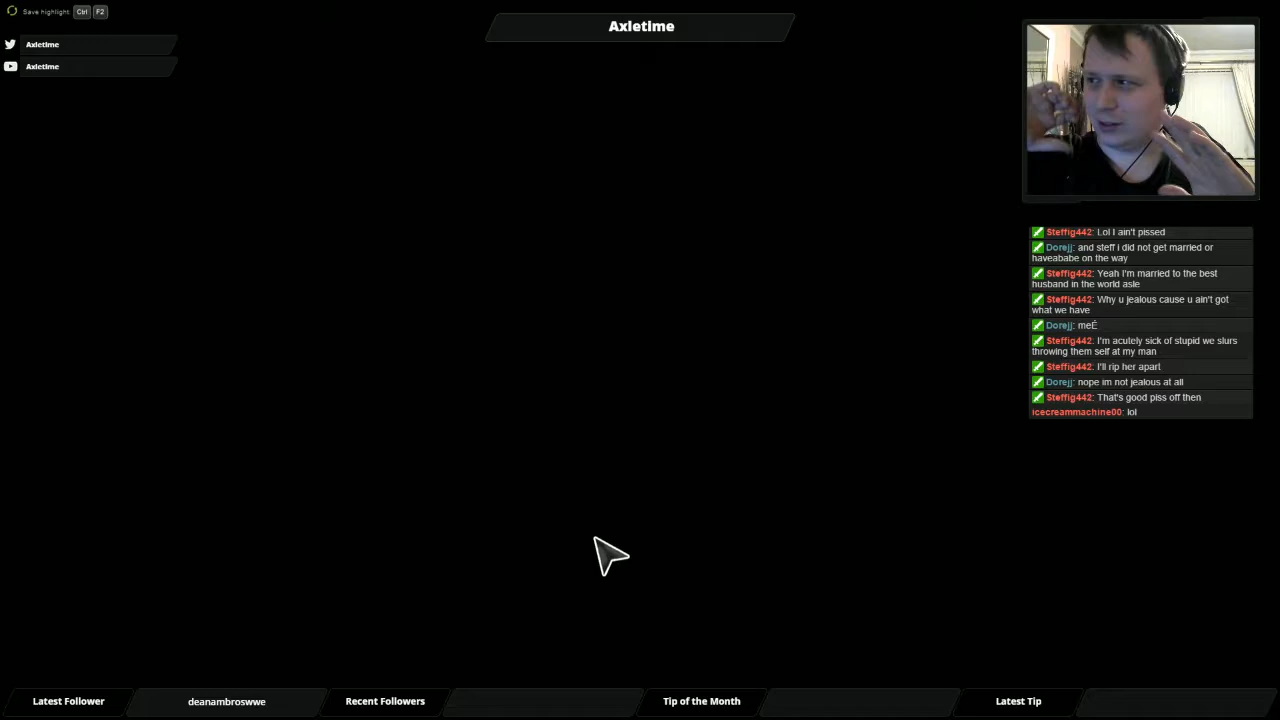 Save highlight Ctrl F2
Axletime
Axletime
Axletime
Steffig442: Lol I ain't pissed
Dorejj: and steff i did not get married or
haveababe on the way
Steffig442: Yeah I'm married to the best
husband in the world asle
Steffig442: Why u jealous cause u ain't got
what we have
Dorejj: meÉ
Steffig442: I'm acutely sick of stupid we slurs
throwing them self at my man
Steffig442: I'll rip her apart
Dorejj: nope im not jealous at all
Steffig442: That's good piss off then
icecreammachine00: lol
Latest Follower
deanambroswwe
Recent Followers
Tip of the Month
Latest Tip